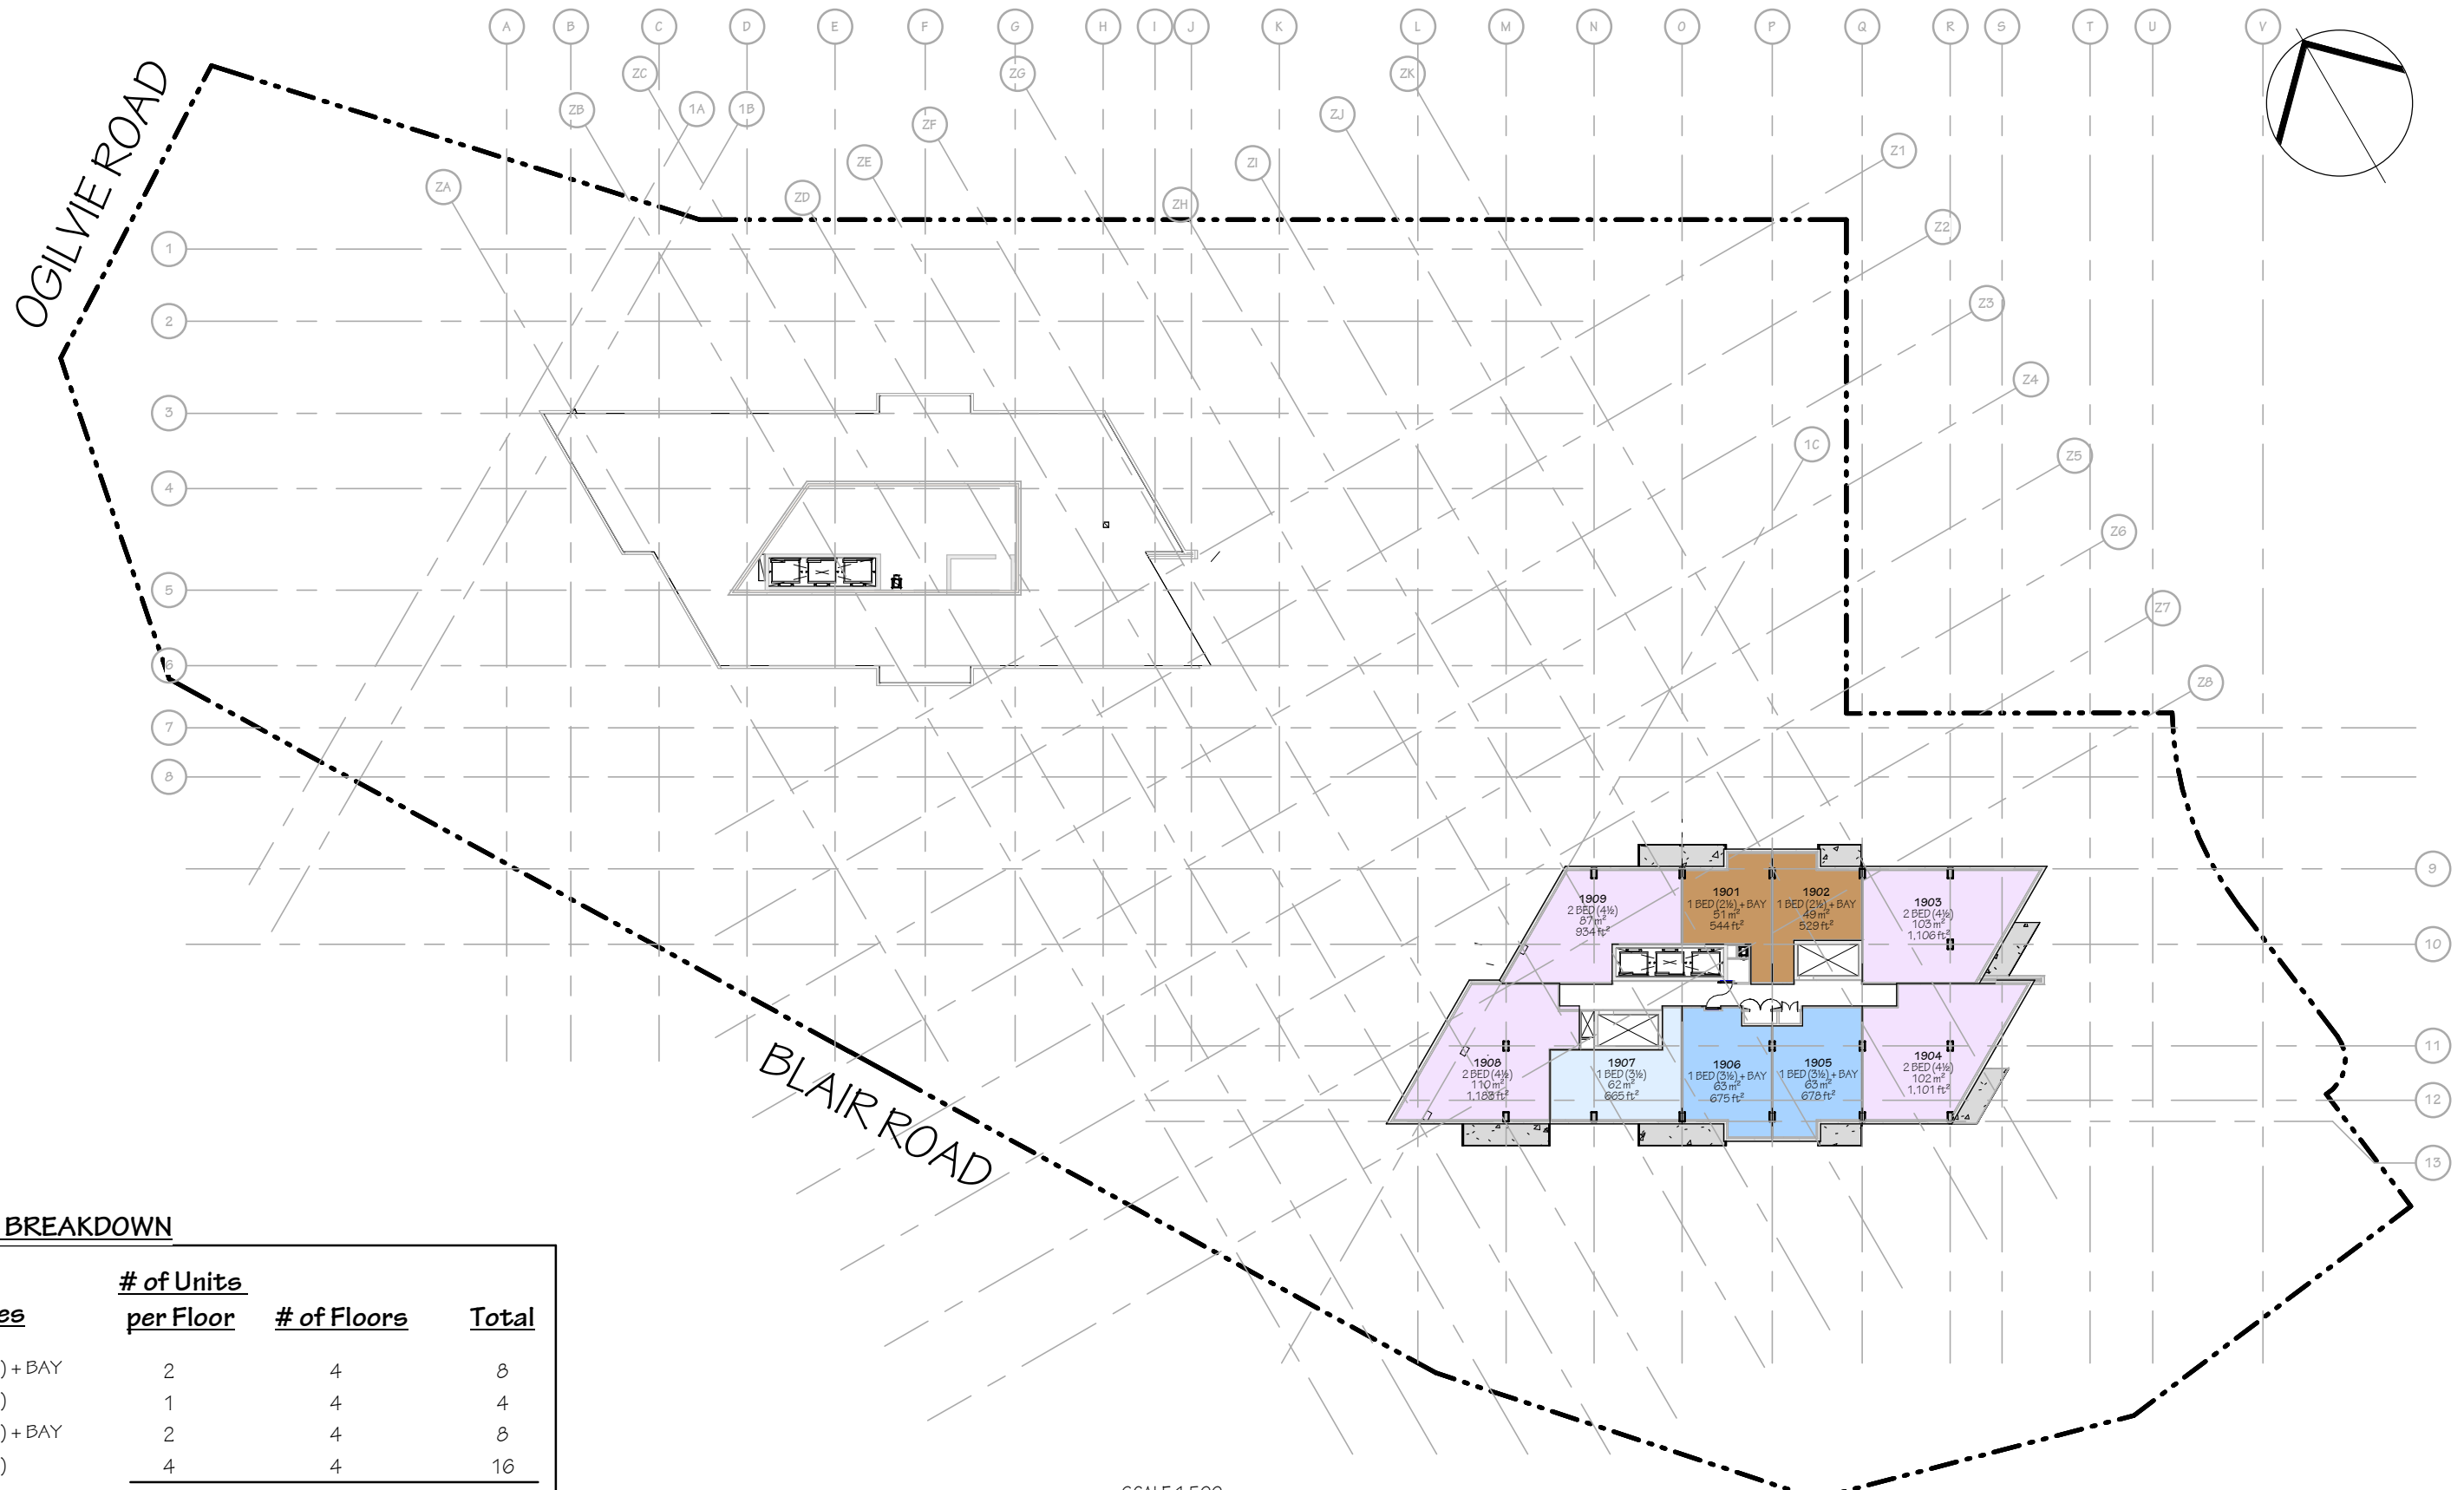 A B C D E F G H I J K L M N O P Q R S T U V
ZC ZG ZK
ZB 1A 1B ZF ZJ
ZE ZI Z1
ZA ZD ZH Z2
OGILVIE ROAD
1
2
3
4
5
6
7
8
Z3
Z4
1C
Z5
Z6
Z7
Z8
9
10
11
12
13
1909
2 BED (4½)
87 m²
934 ft²
1901
1 BED (2½) + BAY
51 m²
544 ft²
1902
1 BED (2½) + BAY
49 m²
529 ft²
1903
2 BED (4½)
103 m²
1,106 ft²
1908
2 BED (4½)
110 m²
1,183 ft²
1907
1 BED (3½)
62 m²
665 ft²
1906
1 BED (3½) + BAY
63 m²
675 ft²
1905
1 BED (3½) + BAY
63 m²
678 ft²
1904
2 BED (4½)
102 m²
1,101 ft²
BLAIR ROAD
BREAKDOWN
# of Units
es per Floor # of Floors Total
) + BAY 2 4 8
) 1 4 4
) + BAY 2 4 8
) 4 4 16